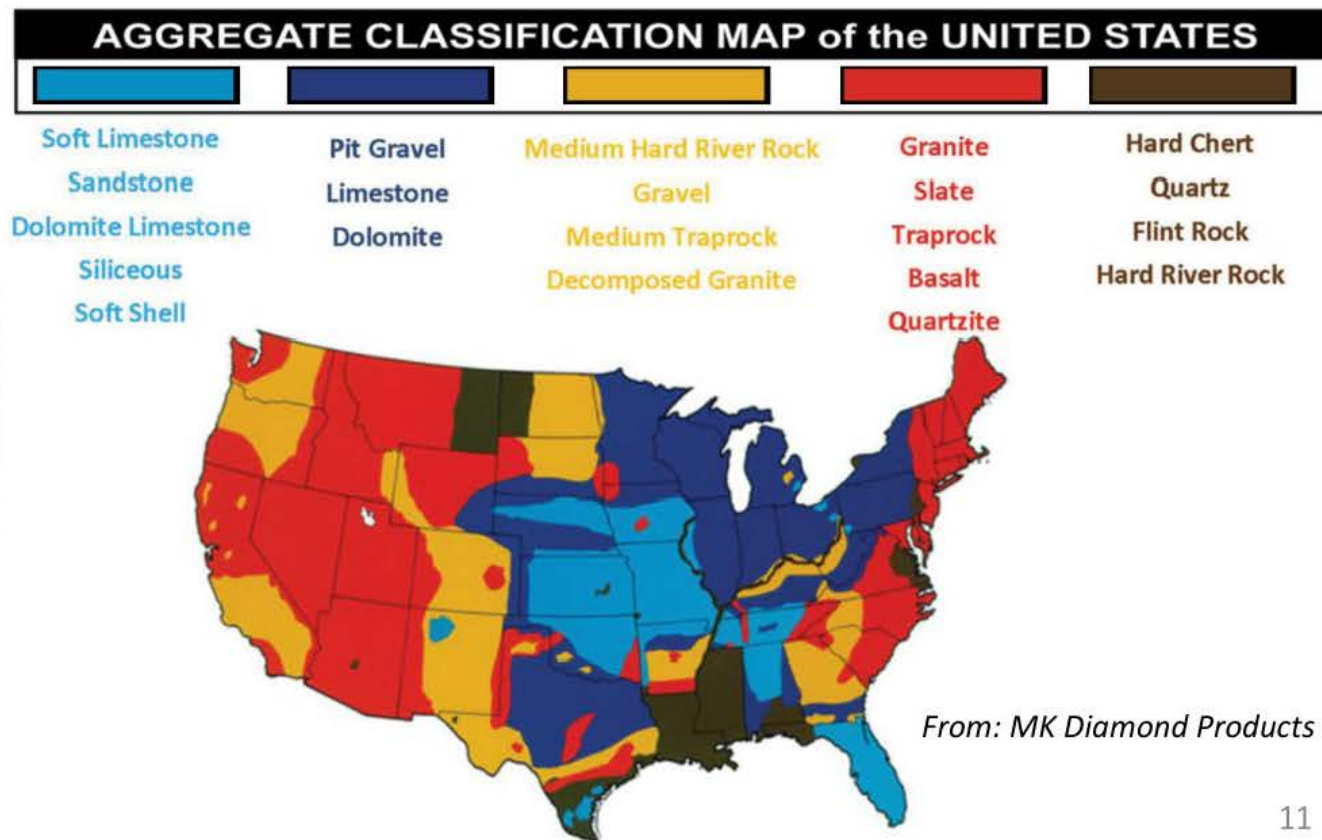 AGGREGATE CLASSIFICATION MAP of the UNITED STATES
Soft Limestone
Sandstone
Dolomite Limestone
Siliceous
Soft Shell
Pit Gravel
Limestone
Dolomite
Medium Hard River Rock
Gravel
Medium Traprock
Decomposed Granite
Granite
Slate
Traprock
Basalt
Quartzite
Hard Chert
Quartz
Flint Rock
Hard River Rock
From: MK Diamond Products
11